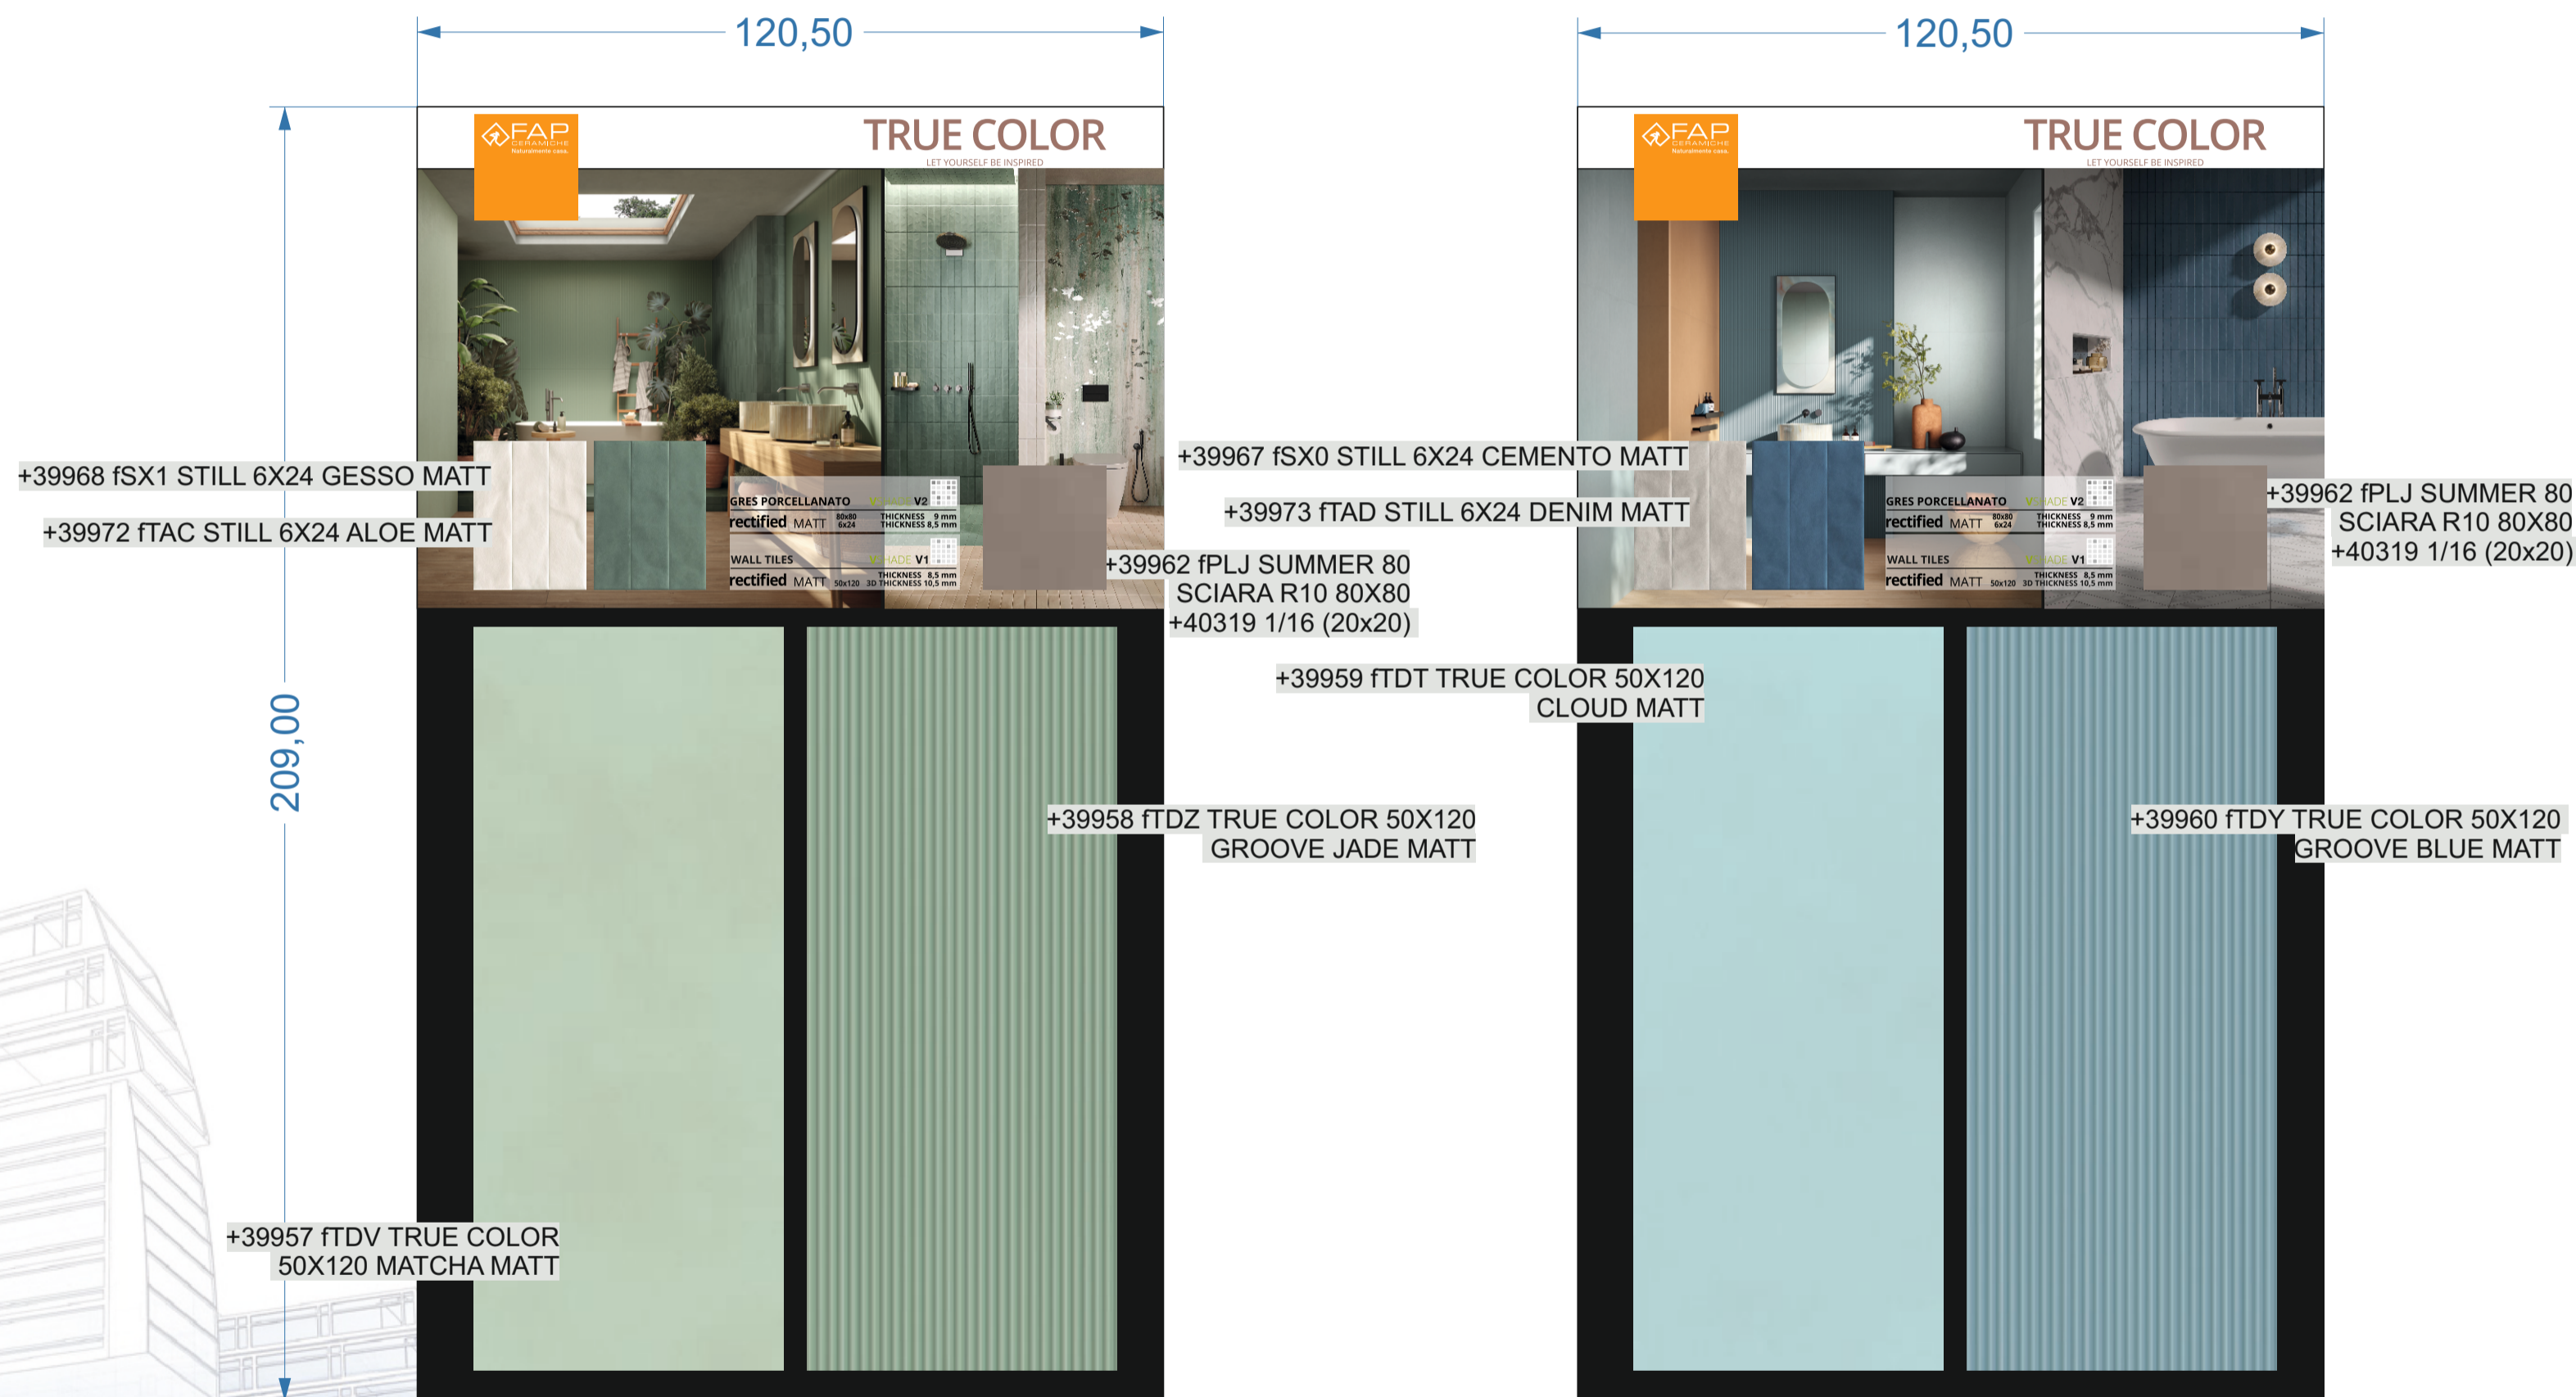 120,50
209,00
FAP
CERAMICHE
Naturalmente casa.
TRUE COLOR
LET YOURSELF BE INSPIRED
+39968 fSX1 STILL 6X24 GESSO MATT
+39972 fTAC STILL 6X24 ALOE MATT
GRES PORCELLANATO V SHADE V2
rectified MATT 80x80 THICKNESS 9 mm
6x24 THICKNESS 8,5 mm
WALL TILES SHADE V1
rectified MATT 50x120 THICKNESS 8,5 mm
3D THICKNESS 10,5 mm
+39962 fPLJ SUMMER 80
SCIARA R10 80X80
+40319 1/16 (20x20)
+39958 fTDZ TRUE COLOR 50X120
GROOVE JADE MATT
+39957 fTDV TRUE COLOR
50X120 MATCHA MATT
120,50
FAP
CERAMICHE
Naturalmente casa.
TRUE COLOR
LET YOURSELF BE INSPIRED
+39967 fSX0 STILL 6X24 CEMENTO MATT
+39973 fTAD STILL 6X24 DENIM MATT
GRES PORCELLANATO V SHADE V2
rectified MATT 80x80 THICKNESS 9 mm
6x24 THICKNESS 8,5 mm
WALL TILES SHADE V1
rectified MATT 50x120 THICKNESS 8,5 mm
3D THICKNESS 10,5 mm
+39962 fPLJ SUMMER 80
SCIARA R10 80X80
+40319 1/16 (20x20)
+39959 fTDT TRUE COLOR 50X120
CLOUD MATT
+39960 fTDY TRUE COLOR 50X120
GROOVE BLUE MATT